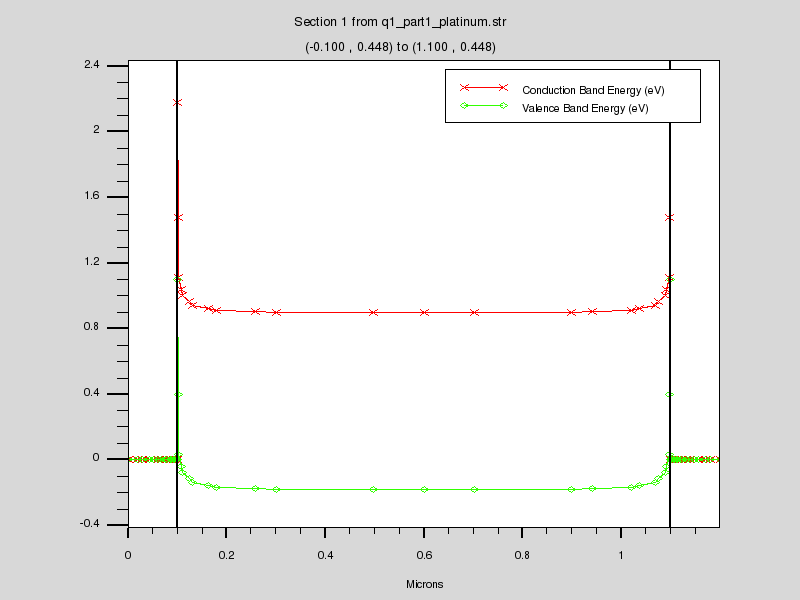 Section 1 from q1_part1_platinum.str
(-0.100 , 0.448) to (1.100 , 0.448)
Conduction Band Energy (eV)
Valence Band Energy (eV)
2.4
2
1.6
1.2
0.8
0.4
0
-0.4
0 0.2 0.4 0.6 0.8 1
Microns